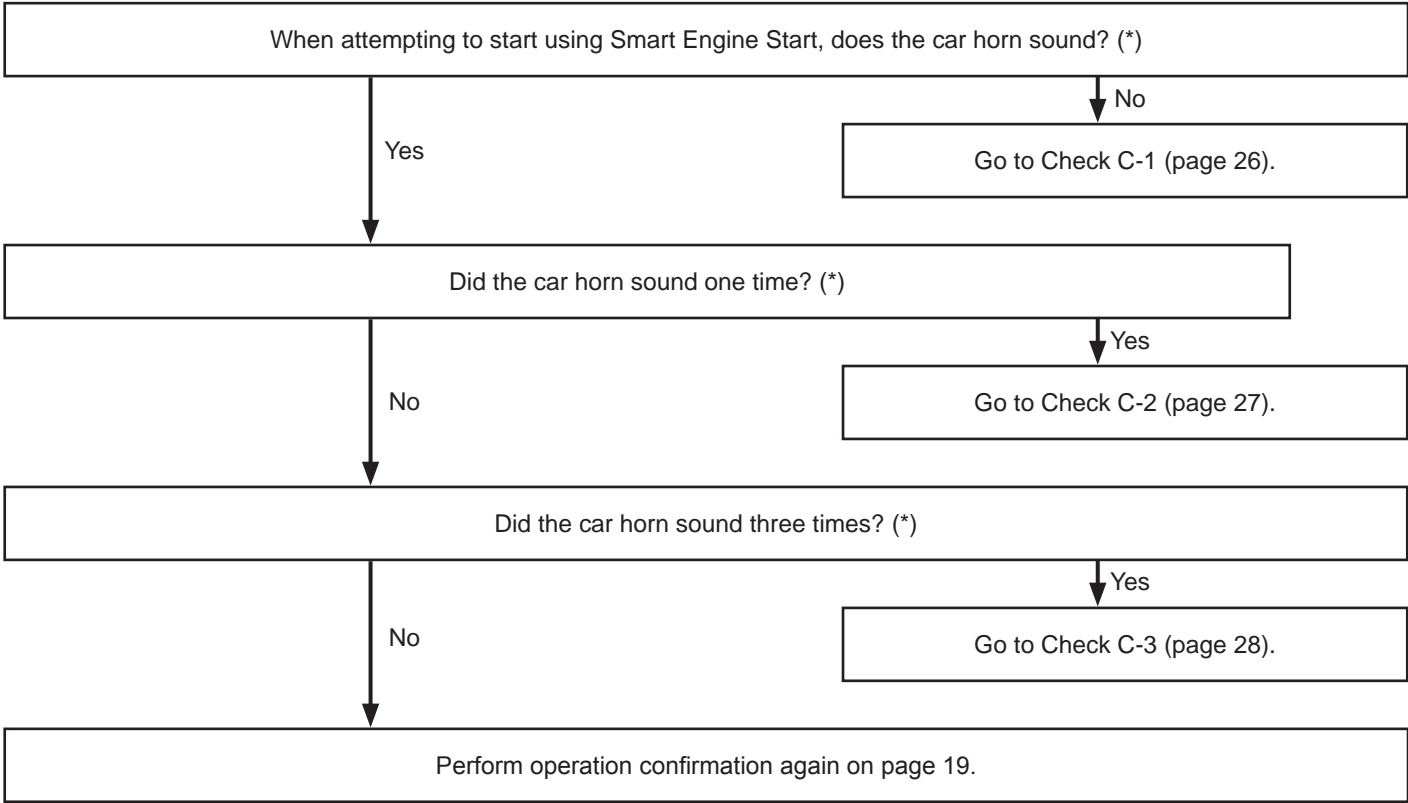 When attempting to start using Smart Engine Start, does the car horn sound? (*)
No
Yes
Go to Check C-1 (page 26).
Did the car horn sound one time? (*)
Yes
No
Go to Check C-2 (page 27).
Did the car horn sound three times? (*)
Yes
No
Go to Check C-3 (page 28).
Perform operation confirmation again on page 19.